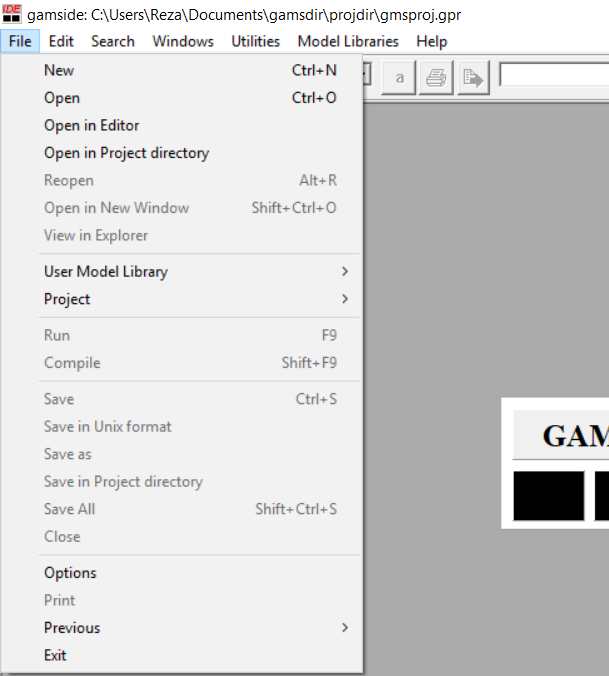 IDE gamside: C:\Users\Reza\Documents\gamsdir\projdir\gmsproj.gpr
File Edit Search Windows Utilities Model Libraries Help
New Ctrl+N
a
Open Ctrl+O
Open in Editor
Open in Project directory
Reopen Alt+R
Open in New Window Shift+Ctrl+O
View in Explorer
User Model Library
Project
Run F9
Compile Shift+F9
Save Ctrl+S
Save in Unix format
GAM
Save as
Save in Project directory
Save All Shift+Ctrl+S
Close
Options
Print
Previous
Exit